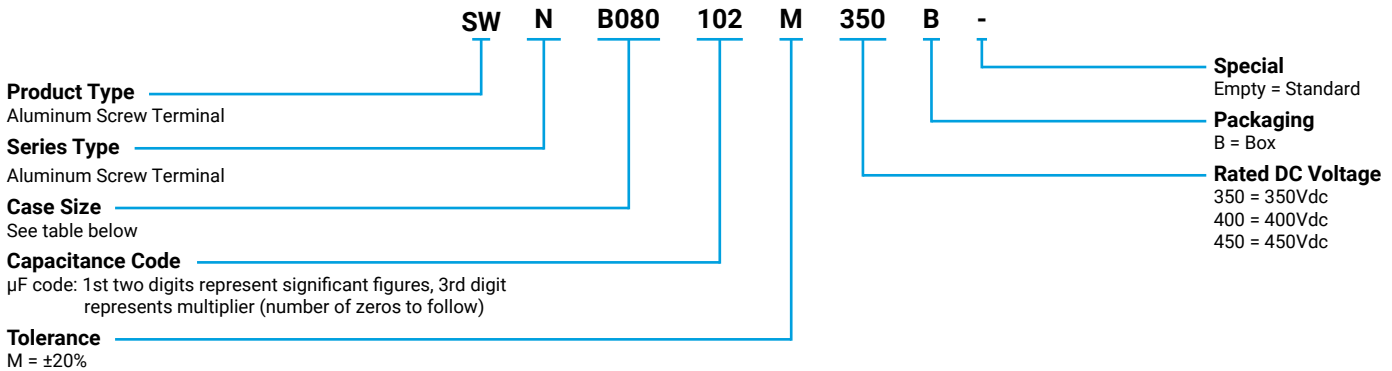 SW N B080 102 M 350 B -
Product Type
Aluminum Screw Terminal
Series Type
Aluminum Screw Terminal
Case Size
See table below
Capacitance Code
µF code: 1st two digits represent significant figures, 3rd digit
represents multiplier (number of zeros to follow)
Tolerance
M = ±20%
Special
Empty = Standard
Packaging
B = Box
Rated DC Voltage
350 = 350Vdc
400 = 400Vdc
450 = 450Vdc